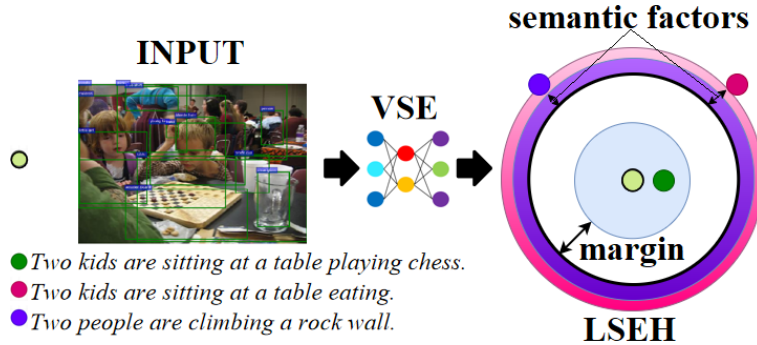 semantic factors
INPUT
VSE
margin
Two kids are sitting at a table playing chess.
Two kids are sitting at a table eating.
Two people are climbing a rock wall.
LSEH